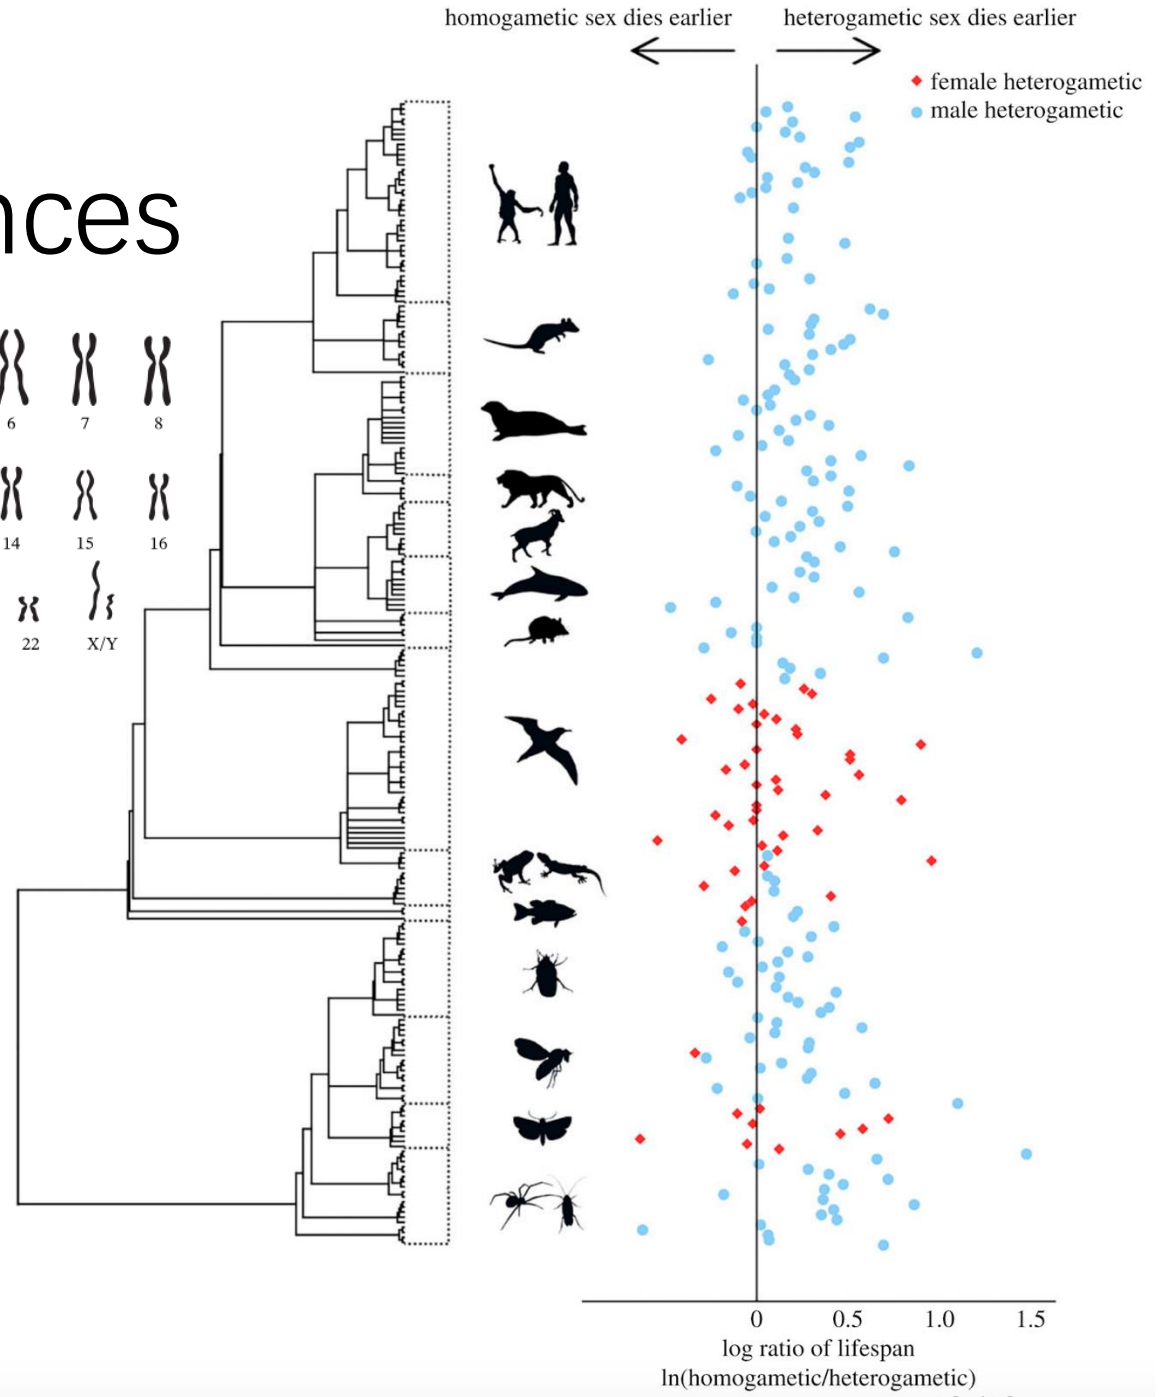 homogametic sex dies earlier
heterogametic sex dies earlier
female heterogametic
male heterogametic
nces
6 7 8
14 15 16
22 X/Y
0 0.5 1.0 1.5
log ratio of lifespan
ln(homogametic/heterogametic)